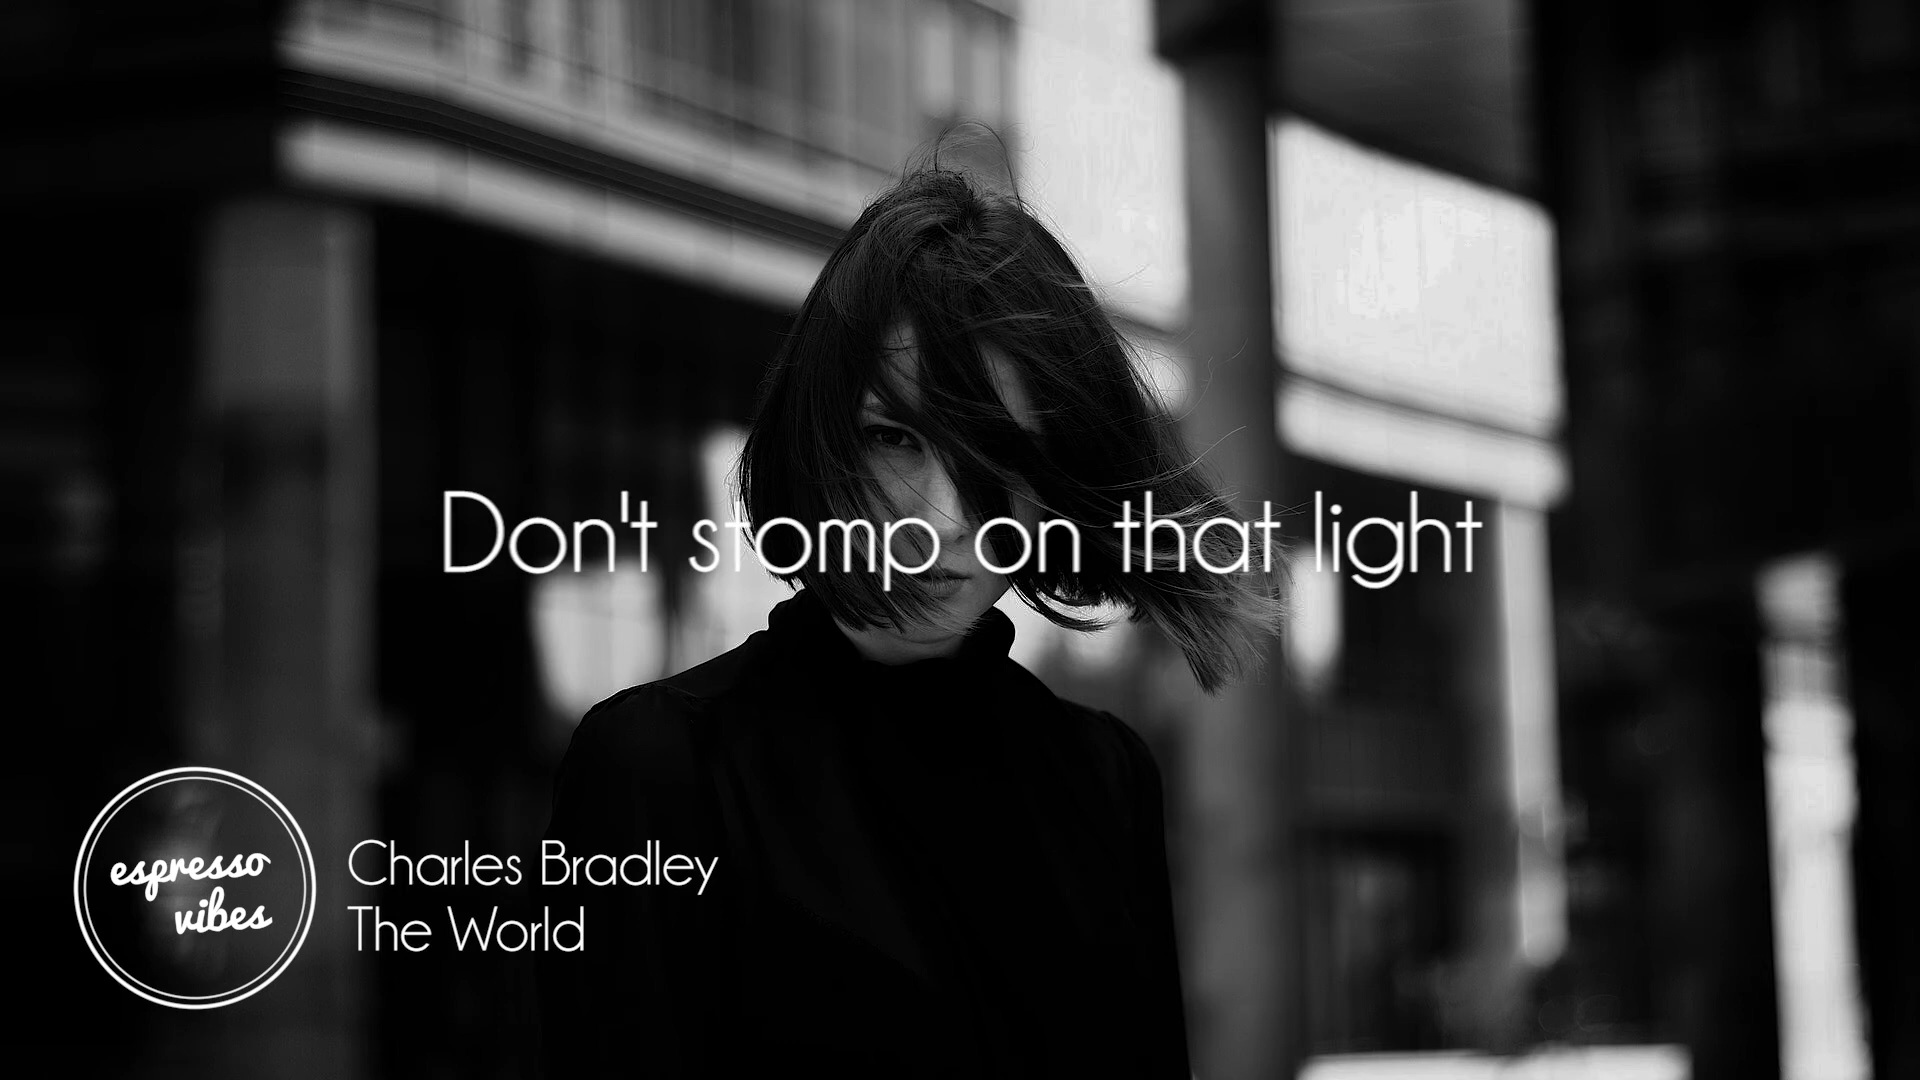 Don't stomp on that light
espresso
vibes
Charles Bradley
The World